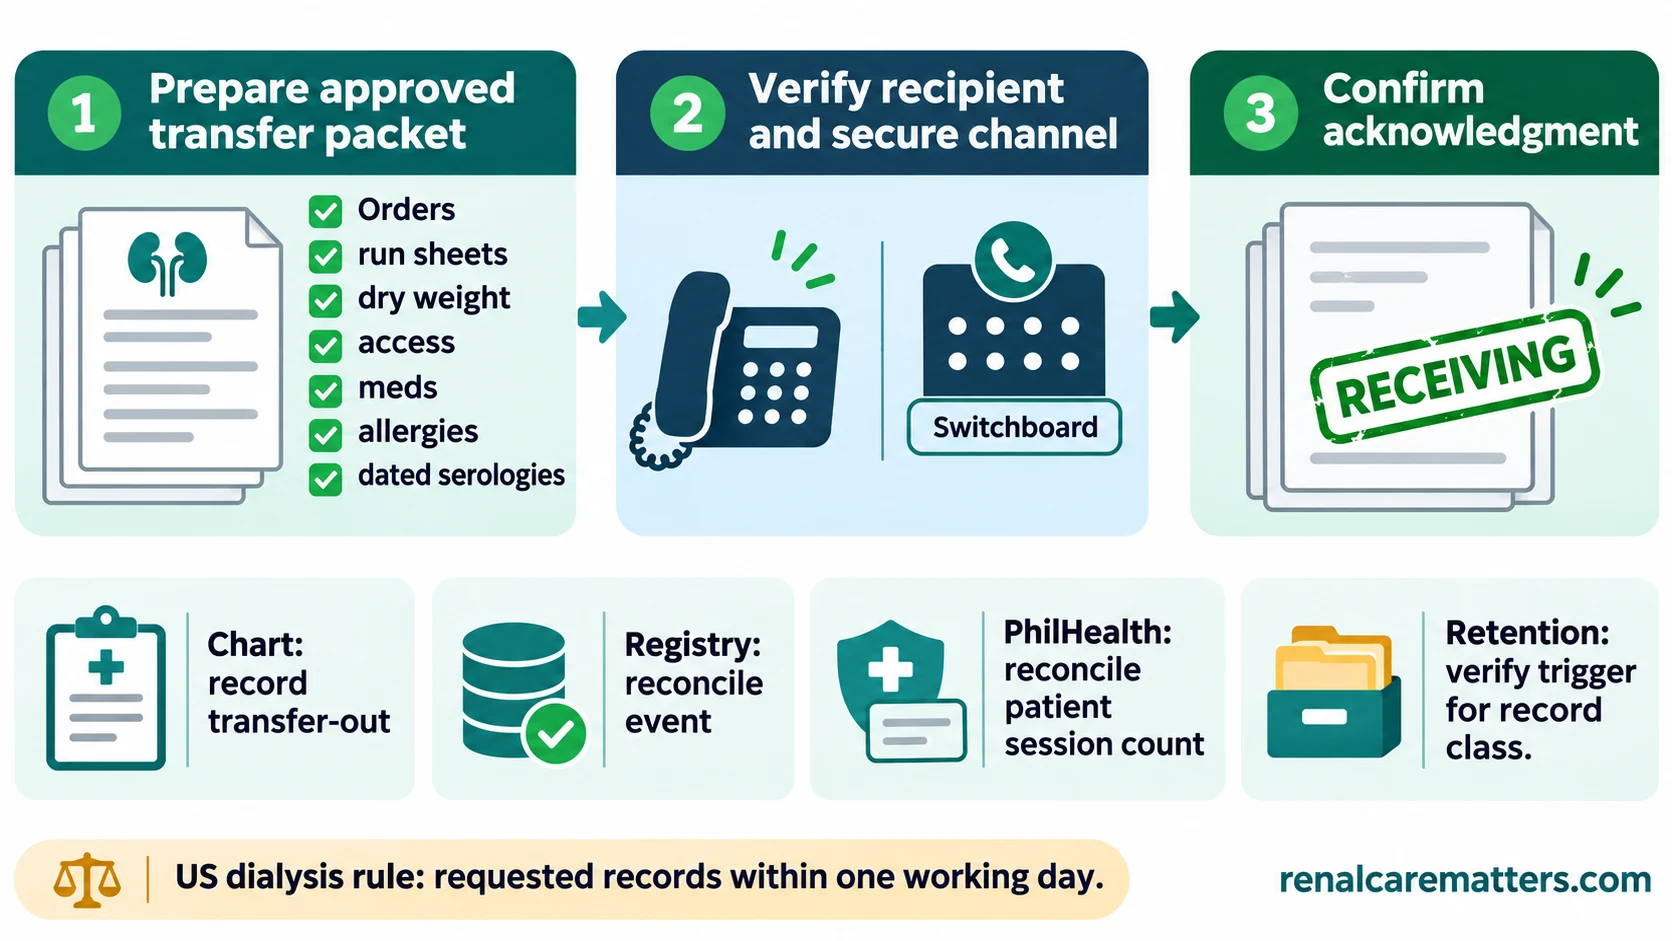 1
Prepare approved
transfer packet
Orders
run sheets
dry weight
access
meds
allergies
dated serologies
2
Verify recipient
and secure channel
Switchboard
3
Confirm
acknowledgment
RECEIVING
Chart:
record
transfer-out
Registry:
reconcile
event
PhilHealth:
reconcile
patient
session count
Retention:
verify trigger
for record
class.
US dialysis rule: requested records within one working day.
renalcarematters.com